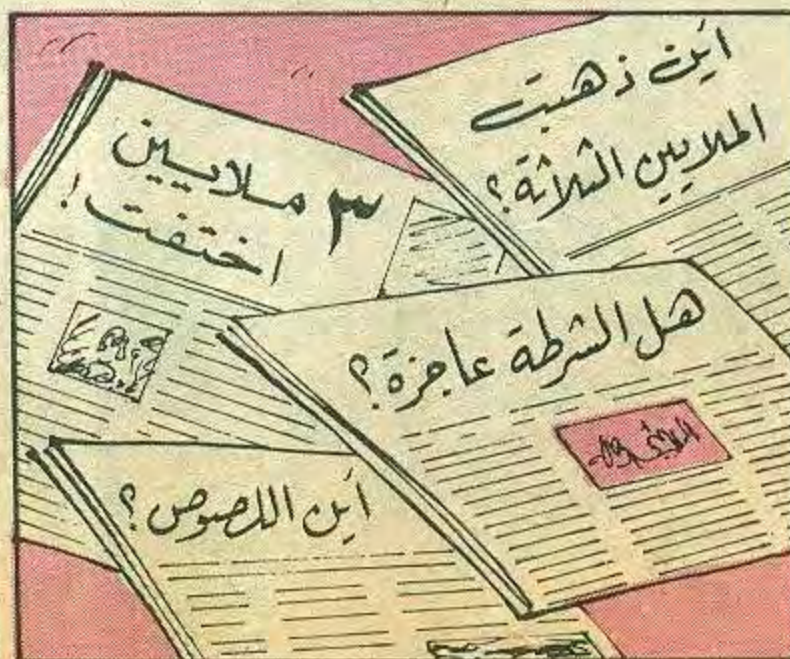 أين ذهبت
الملايين الثلاثة؟
٣ ملايين
اختفت!
هل الشرطة عاجزة؟
أين اللصوص؟